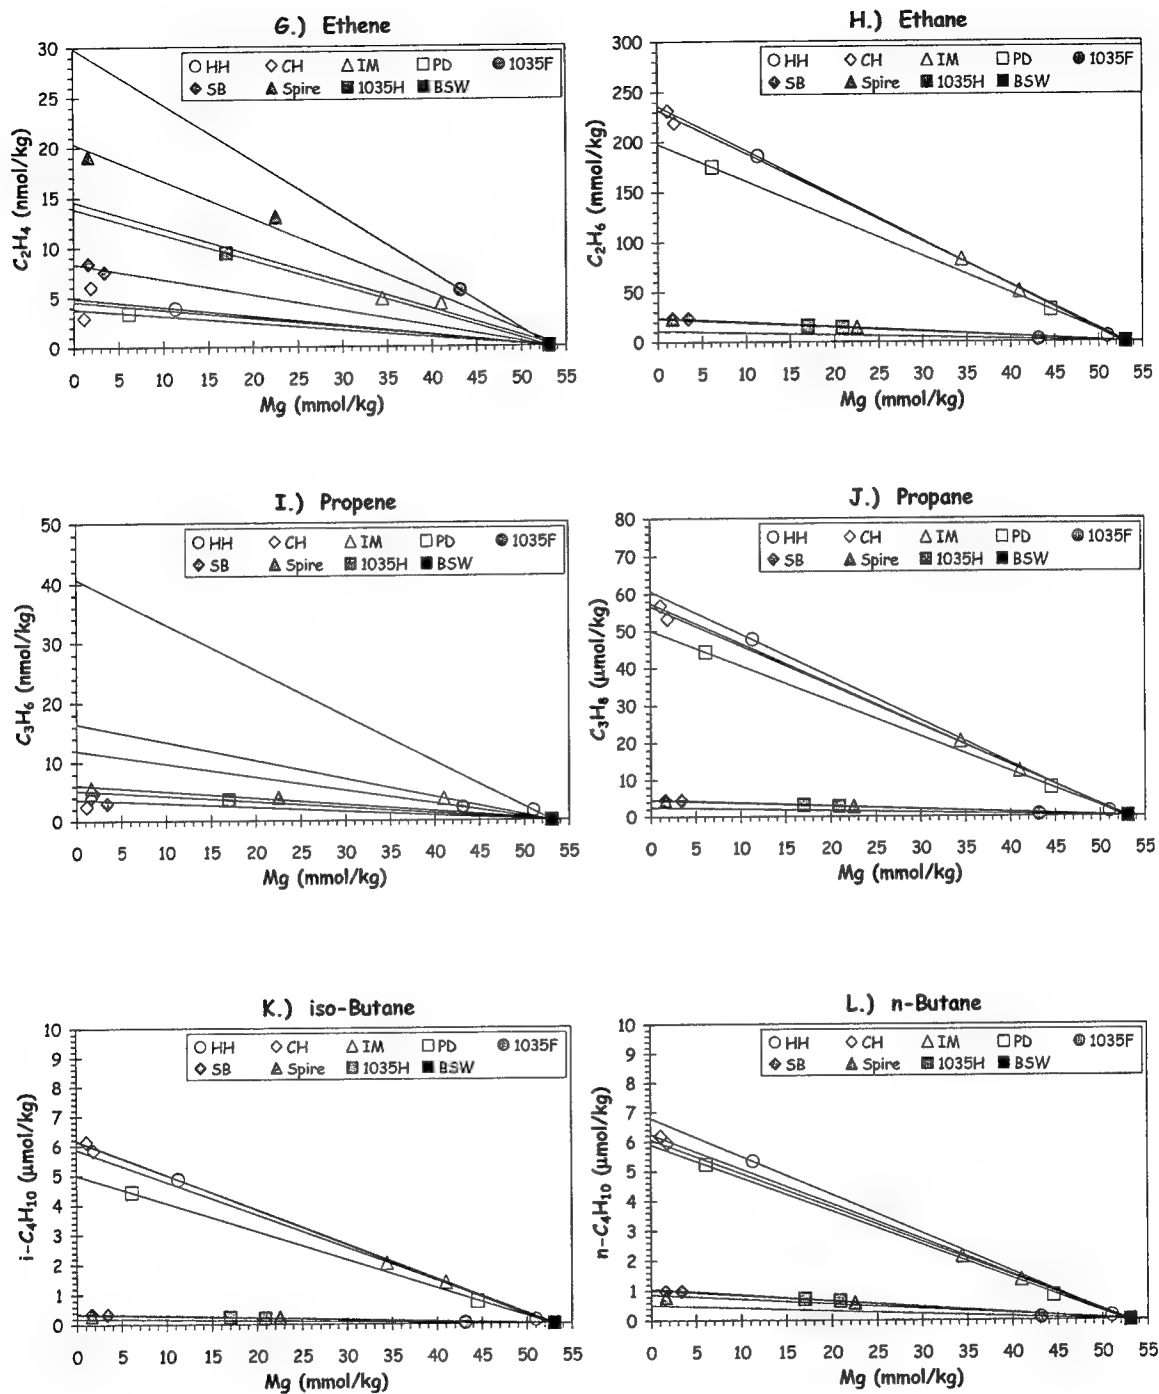 G.) Ethene
30
25
20
15
10
5
0
C2H4 (nmol/kg)
HH CH IM PD 1035F
SB Spire 1035H BSW
0 5 10 15 20 25 30 35 40 45 50 55
Mg (mmol/kg)
H.) Ethane
300
250
200
150
100
50
0
C2H6 (mmol/kg)
HH CH IM PD 1035F
SB Spire 1035H BSW
0 5 10 15 20 25 30 35 40 45 50 55
Mg (mmol/kg)
I.) Propene
50
40
30
20
10
0
C3H6 (nmol/kg)
HH CH IM PD 1035F
SB Spire 1035H BSW
0 5 10 15 20 25 30 35 40 45 50 55
Mg (mmol/kg)
J.) Propane
80
70
60
50
40
30
20
10
0
C3H8 (µmol/kg)
HH CH IM PD 1035F
SB Spire 1035H BSW
0 5 10 15 20 25 30 35 40 45 50 55
Mg (mmol/kg)
K.) iso-Butane
10
9
8
7
6
5
4
3
2
1
0
i-C4H10 (µmol/kg)
HH CH IM PD 1035F
SB Spire 1035H BSW
0 5 10 15 20 25 30 35 40 45 50 55
Mg (mmol/kg)
L.) n-Butane
10
9
8
7
6
5
4
3
2
1
0
n-C4H10 (µmol/kg)
HH CH IM PD 1035F
SB Spire 1035H BSW
0 5 10 15 20 25 30 35 40 45 50 55
Mg (mmol/kg)